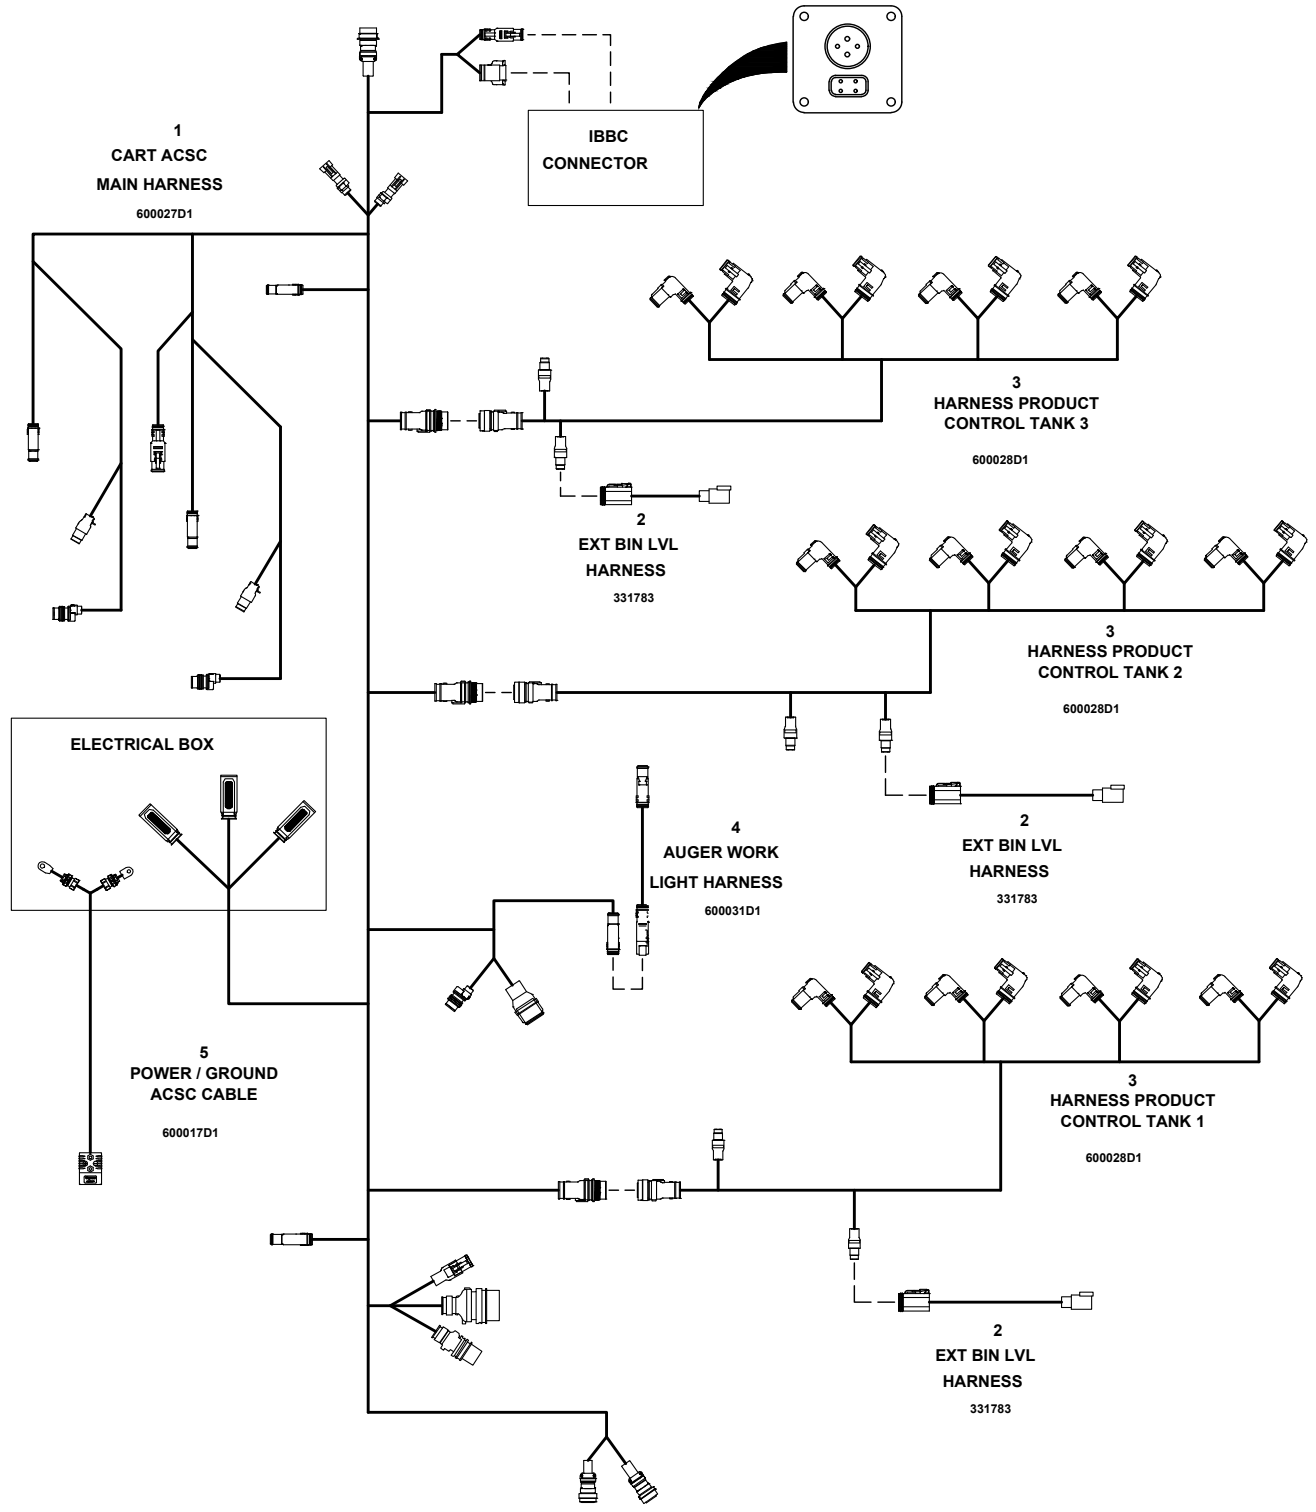 IBBC
CONNECTOR
1
CART ACSC
MAIN HARNESS
600027D1
3
HARNESS PRODUCT
CONTROL TANK 3
600028D1
2
EXT BIN LVL
HARNESS
331783
3
HARNESS PRODUCT
CONTROL TANK 2
600028D1
ELECTRICAL BOX
2
EXT BIN LVL
HARNESS
331783
4
AUGER WORK
LIGHT HARNESS
600031D1
5
POWER / GROUND
ACSC CABLE
600017D1
3
HARNESS PRODUCT
CONTROL TANK 1
600028D1
2
EXT BIN LVL
HARNESS
331783